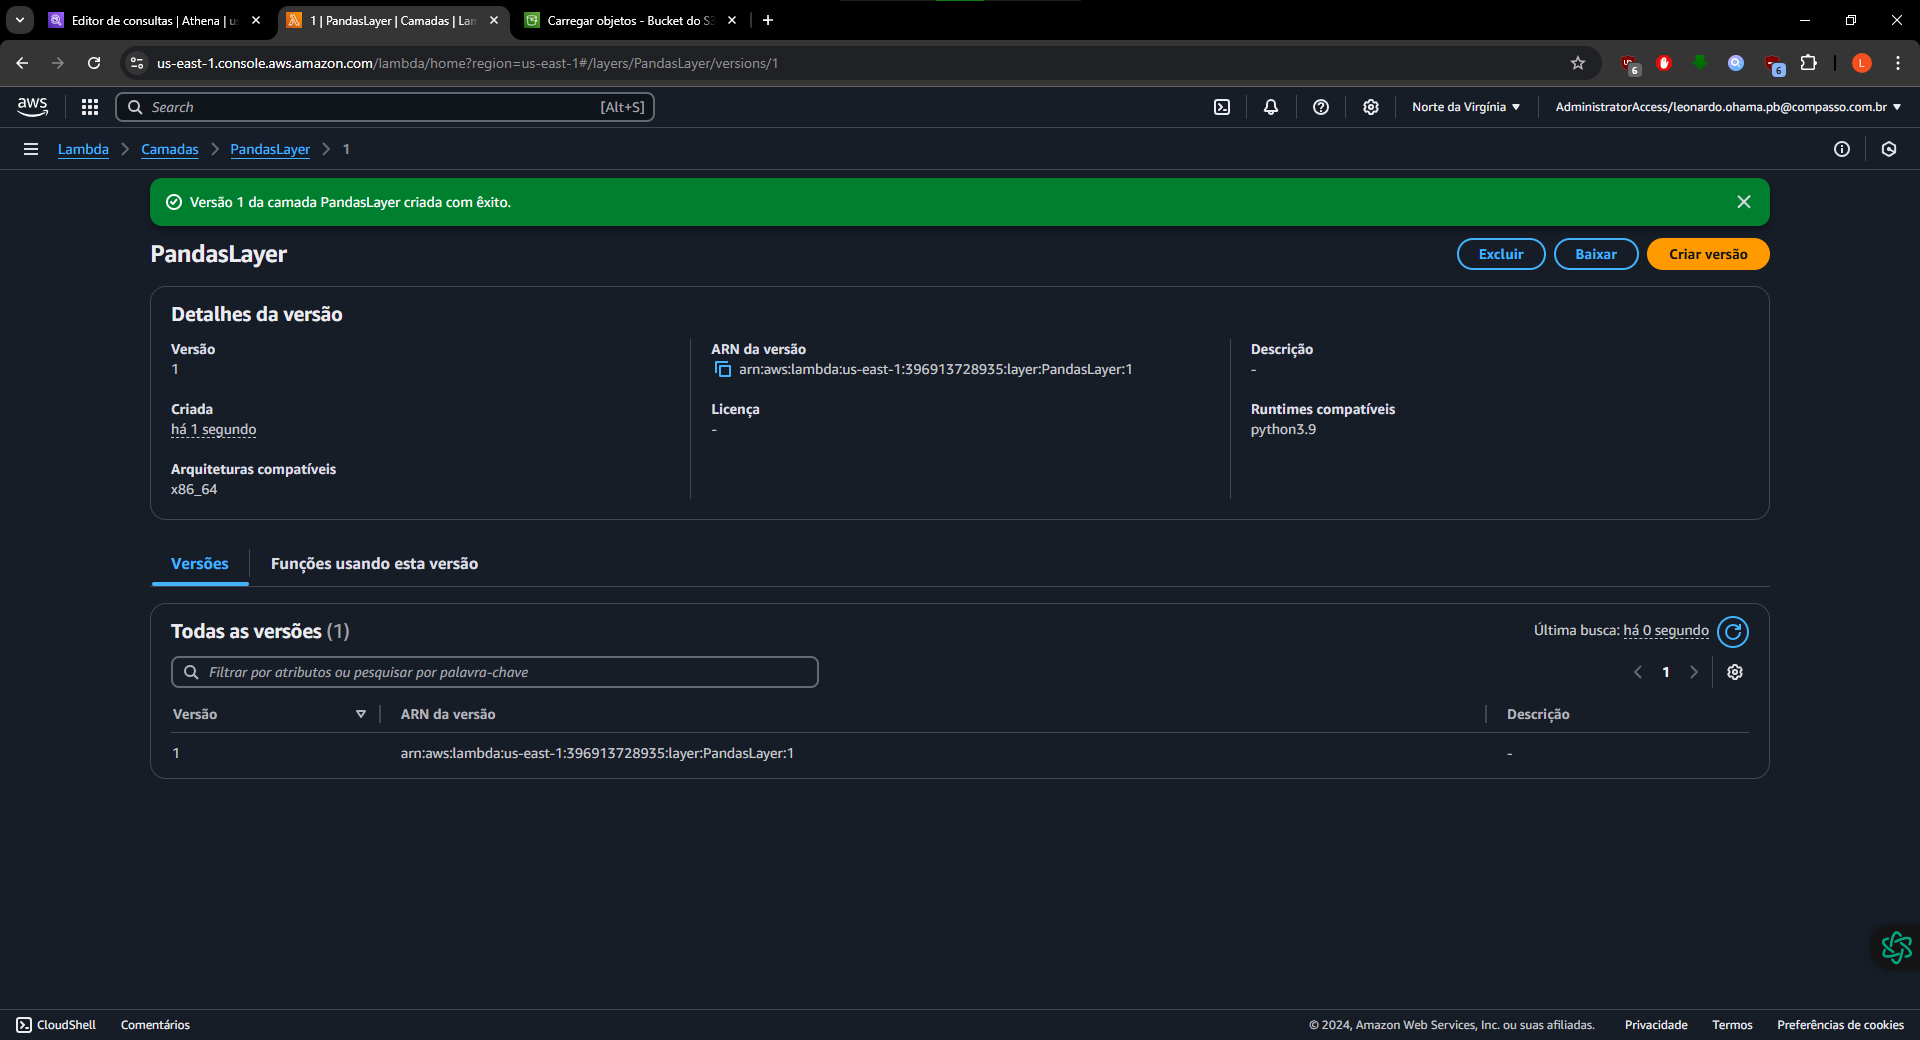 Editor de consultas | Athena | us
1 | PandasLayer | Camadas | Lam
Carregar objetos - Bucket do S3
us-east-1.console.aws.amazon.com/lambda/home?region=us-east-1#/layers/PandasLayer/versions/1
6
6
L
aws
Search
[Alt+S]
Norte da Virgínia
AdministratorAccess/leonardo.ohama.pb@compasso.com.br
Lambda
Camadas
PandasLayer
1
Versão 1 da camada PandasLayer criada com êxito.
PandasLayer
Excluir
Baixar
Criar versão
Detalhes da versão
Versão
1
Criada
há 1 segundo
Arquiteturas compatíveis
x86_64
ARN da versão
arn:aws:lambda:us-east-1:396913728935:layer:PandasLayer:1
Licença
-
Descrição
-
Runtimes compatíveis
python3.9
Versões
Funções usando esta versão
Todas as versões (1)
Última busca: há 0 segundo
Filtrar por atributos ou pesquisar por palavra-chave
1
Versão
ARN da versão
Descrição
1
arn:aws:lambda:us-east-1:396913728935:layer:PandasLayer:1
-
CloudShell
Comentários
© 2024, Amazon Web Services, Inc. ou suas afiliadas.
Privacidade
Termos
Preferências de cookies